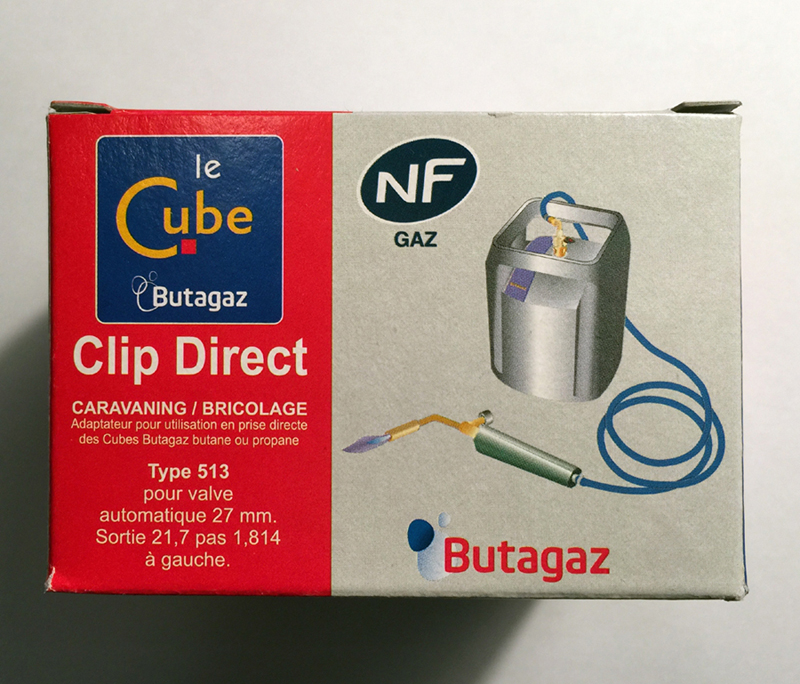 le
Cube
Butagaz
Clip Direct
CARAVANING / BRICOLAGE
Adaptateur pour utilisation en prise directe
des Cubes Butagaz butane ou propane
Type 513
pour valve
automatique 27 mm.
Sortie 21,7 pas 1,814
à gauche.
NF
GAZ
Butagaz